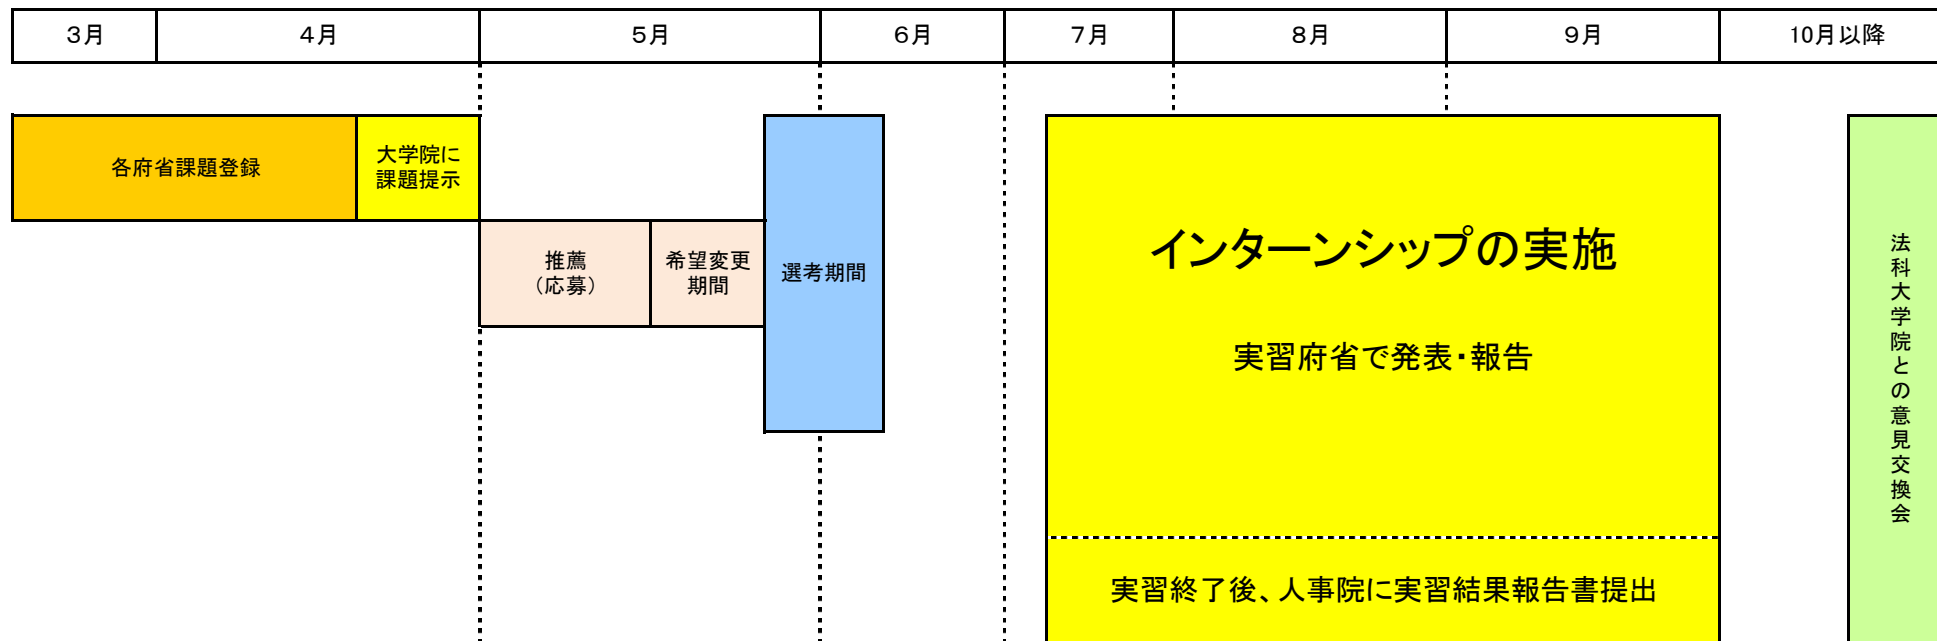 3月
4月
5月
6月
7月
8月
9月
10月以降
各府省課題登録
大学院に
課題提示
推薦
（応募）
希望変更
期間
選考期間
インターンシップの実施
実習府省で発表・報告
実習終了後、人事院に実習結果報告書提出
法科大学院との意見交換会